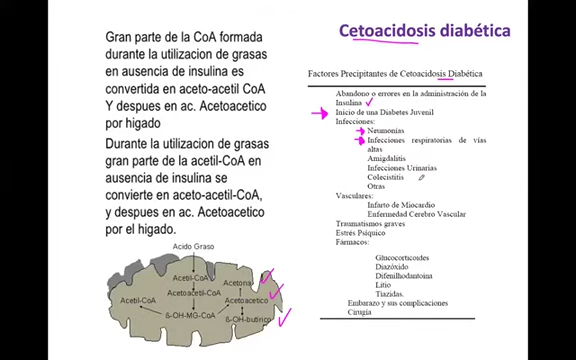 Cetoacidosis diabética
Gran parte de la CoA formada
durante la utilizacion de grasas
en ausencia de insulina es
convertida en aceto-acetil CoA
Y despues en ac. Acetoacetico
por higado
Durante la utilizacion de grasas
gran parte de la acetil-CoA en
ausencia de insulina se
convierte en aceto-acetil-CoA,
y despues en ac. Acetoacetico
por el higado.
Acido Graso
Acetil-CoA
Acetona
Acetoacetil-CoA
Acetil-CoA
Acetoacetico
ß-OH-MG-CoA
ß-OH-butirico
Factores Precipitantes de Cetoacidosis Diabética
Abandono o errores en la administración de la
Insulina
Inicio de una Diabetes Juvenil
Infecciones:
Neumonias
Infecciones respiratorias de vías
altas
Amigdalitis
Infecciones Urinarias
Colecistitis
Otras
Vasculares:
Infarto de Miocardio
Enfermedad Cerebro Vascular
Traumatismos graves
Estrés Psíquico
Fármacos:
Glucocorticoides
Diazóxido
Difenilhodantoina
Litio
Tiazidas.
Embarazo y sus complicaciones
Cirugía